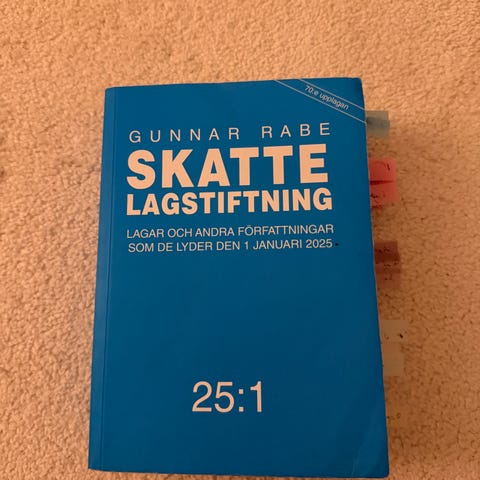 70:e upplagan
GUNNAR RABE
SKATTE
LAGSTIFTNING
LAGAR OCH ANDRA FÖRFATTNINGAR
SOM DE LYDER DEN 1 JANUARI 2025
25:1